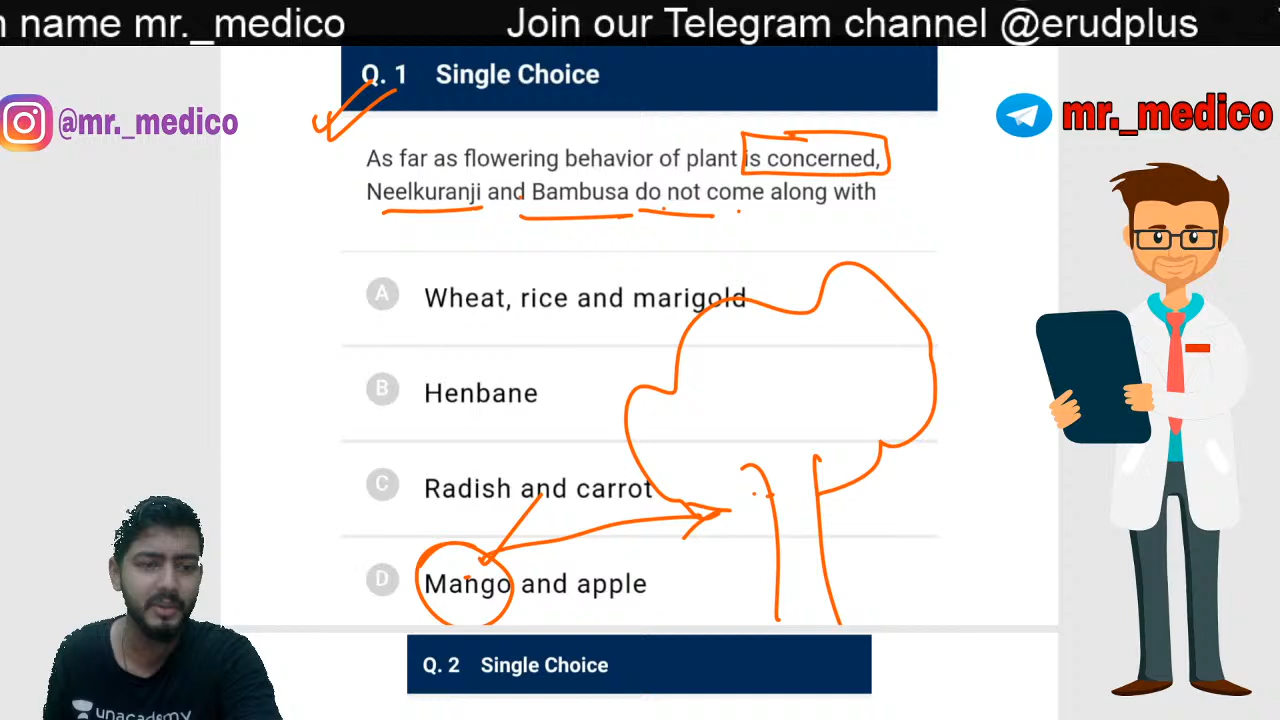 n name mr._medico
Join our Telegram channel @erudplus
Q. 1 Single Choice
@mr._medico
mr._medico
As far as flowering behavior of plant is concerned,
Neelkuranji and Bambusa do not come along with
A Wheat, rice and marigold
B Henbane
C Radish and carrot
D Mango and apple
Q. 2 Single Choice
unacademy